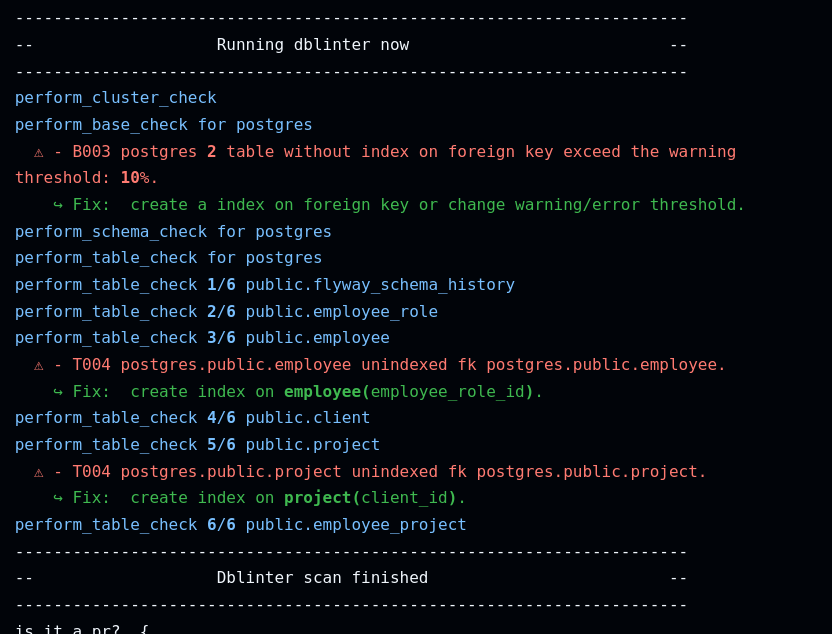 ----------------------------------------------------------------------
--                   Running dblinter now                           --
----------------------------------------------------------------------
perform_cluster_check
perform_base_check for postgres
  ⚠ - B003 postgres 2 table without index on foreign key exceed the warning
threshold: 10%.
    ↪ Fix:  create a index on foreign key or change warning/error threshold.
perform_schema_check for postgres
perform_table_check for postgres
perform_table_check 1/6 public.flyway_schema_history
perform_table_check 2/6 public.employee_role
perform_table_check 3/6 public.employee
  ⚠ - T004 postgres.public.employee unindexed fk postgres.public.employee.
    ↪ Fix:  create index on employee(employee_role_id).
perform_table_check 4/6 public.client
perform_table_check 5/6 public.project
  ⚠ - T004 postgres.public.project unindexed fk postgres.public.project.
    ↪ Fix:  create index on project(client_id).
perform_table_check 6/6 public.employee_project
----------------------------------------------------------------------
--                   Dblinter scan finished                         --
----------------------------------------------------------------------
is it a pr?  {